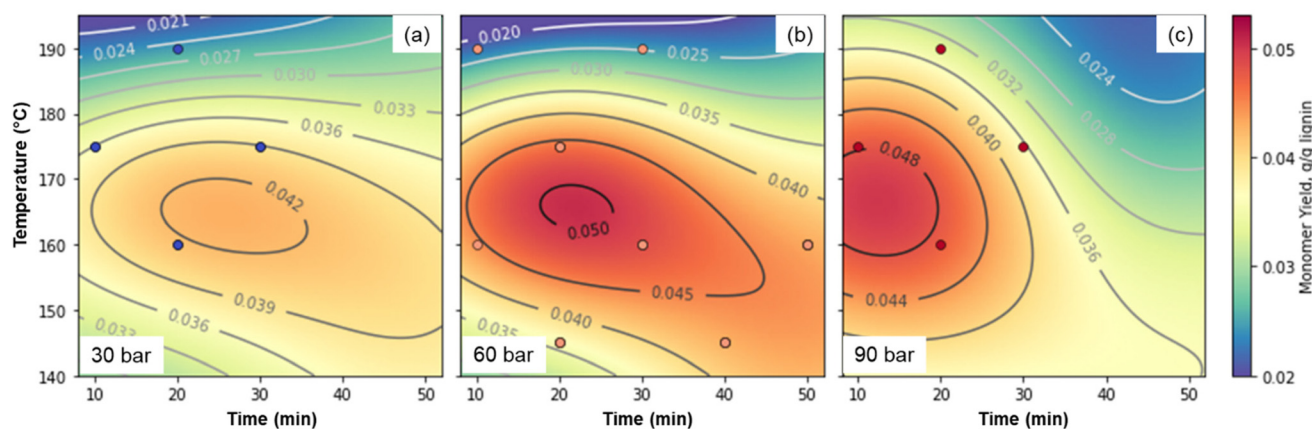 (a)
(b)
(c)
0.021
0.024
0.027
0.030
0.033
0.036
0.042
0.039
0.036
0.033
30 bar
0.020
0.025
0.030
0.035
0.040
0.050
0.045
0.040
0.035
60 bar
0.024
0.032
0.028
0.040
0.048
0.036
0.044
90 bar
190
180
170
160
150
140
Temperature (°C)
10 20 30 40 50
10 20 30 40 50
10 20 30 40 50
Time (min)
Time (min)
Time (min)
0.05
0.04
0.03
0.02
Monomer Yield, g/g lignin